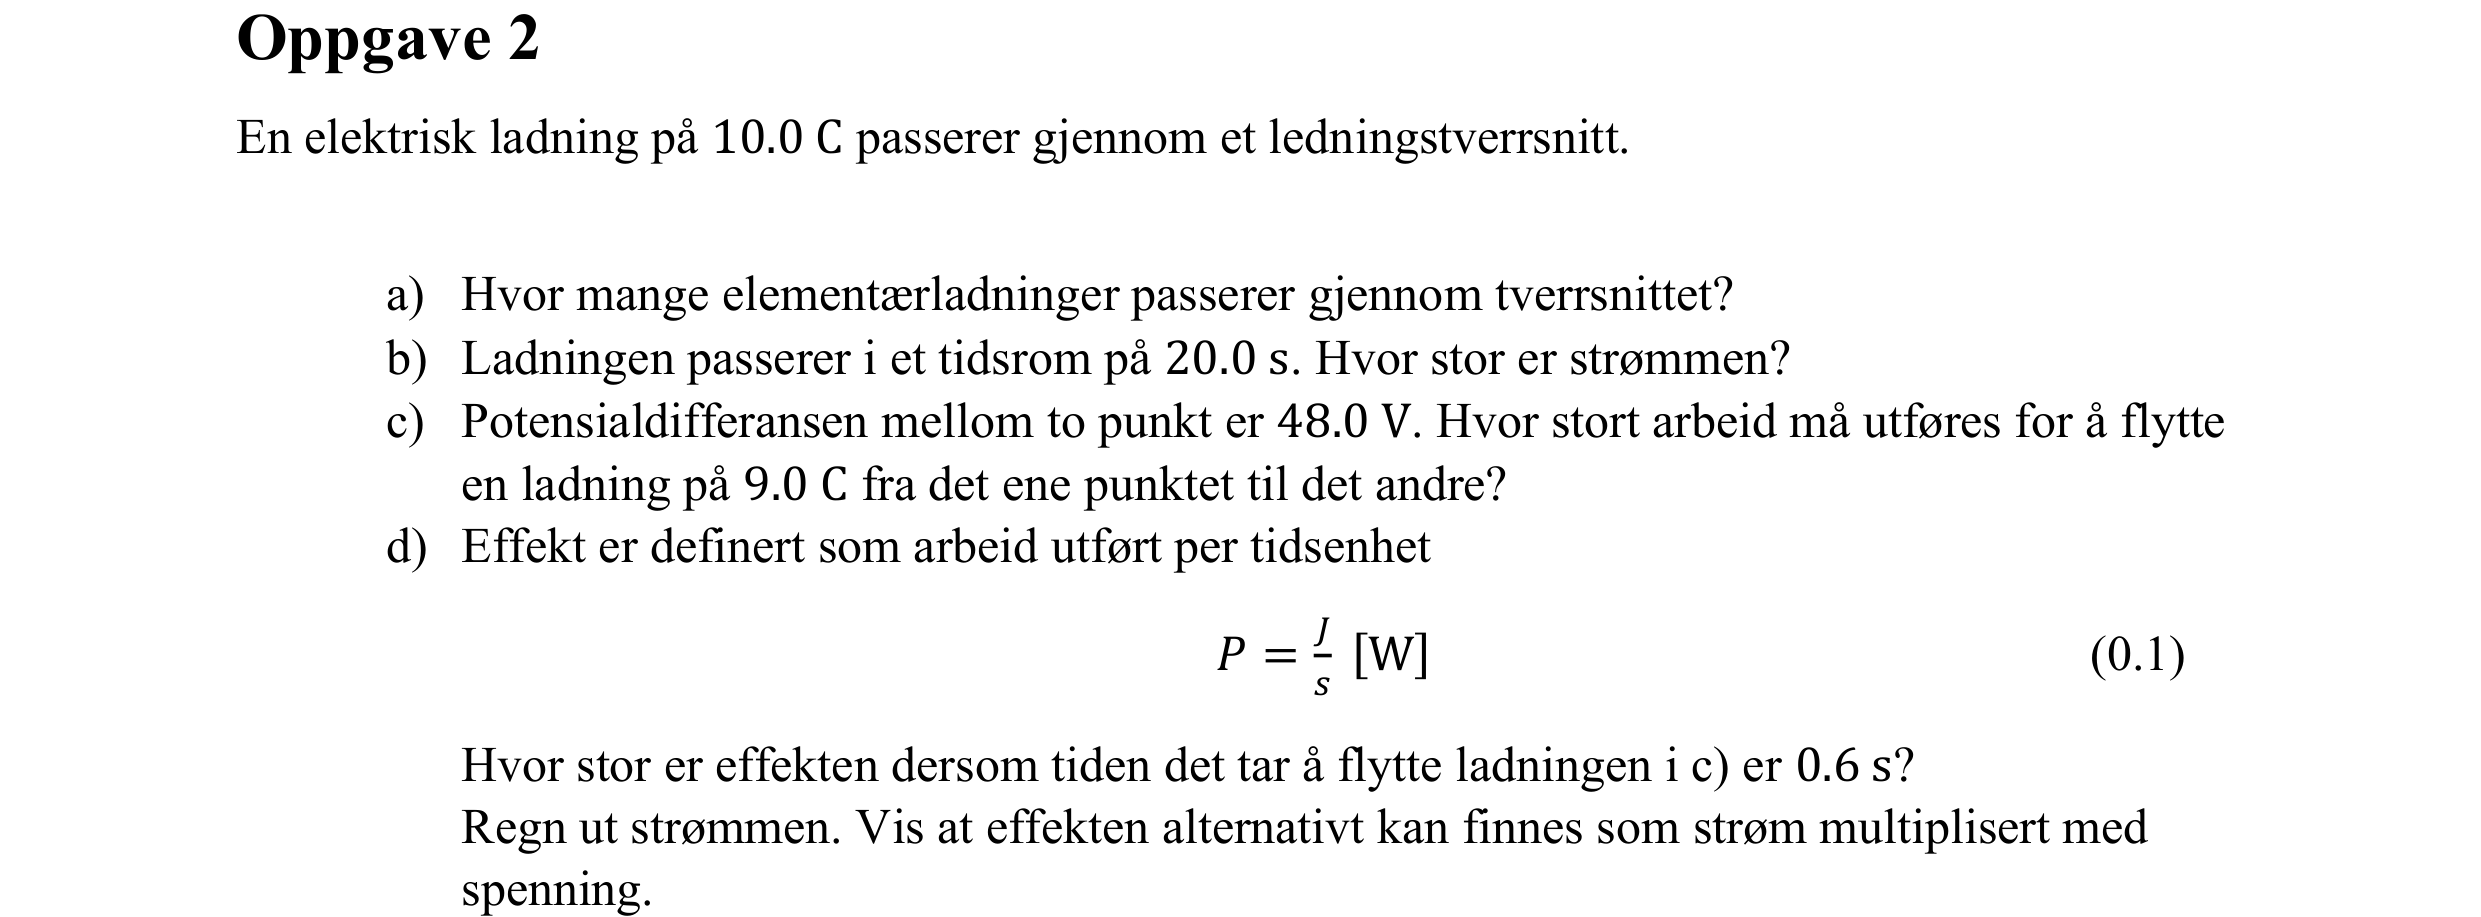 Oppgave 2
En elektrisk ladning på 10.0 C passerer gjennom et ledningstverrsnitt.
a) Hvor mange elementærladninger passerer gjennom tverrsnittet?
b) Ladningen passerer i et tidsrom på 20.0 s. Hvor stor er strømmen?
c) Potensialdifferansen mellom to punkt er 48.0 V. Hvor stort arbeid må utføres for å flytte
en ladning på 9.0 C fra det ene punktet til det andre?
d) Effekt er definert som arbeid utført per tidsenhet
P = J/s [W] (0.1)
Hvor stor er effekten dersom tiden det tar å flytte ladningen i c) er 0.6 s?
Regn ut strømmen. Vis at effekten alternativt kan finnes som strøm multiplisert med
spenning.